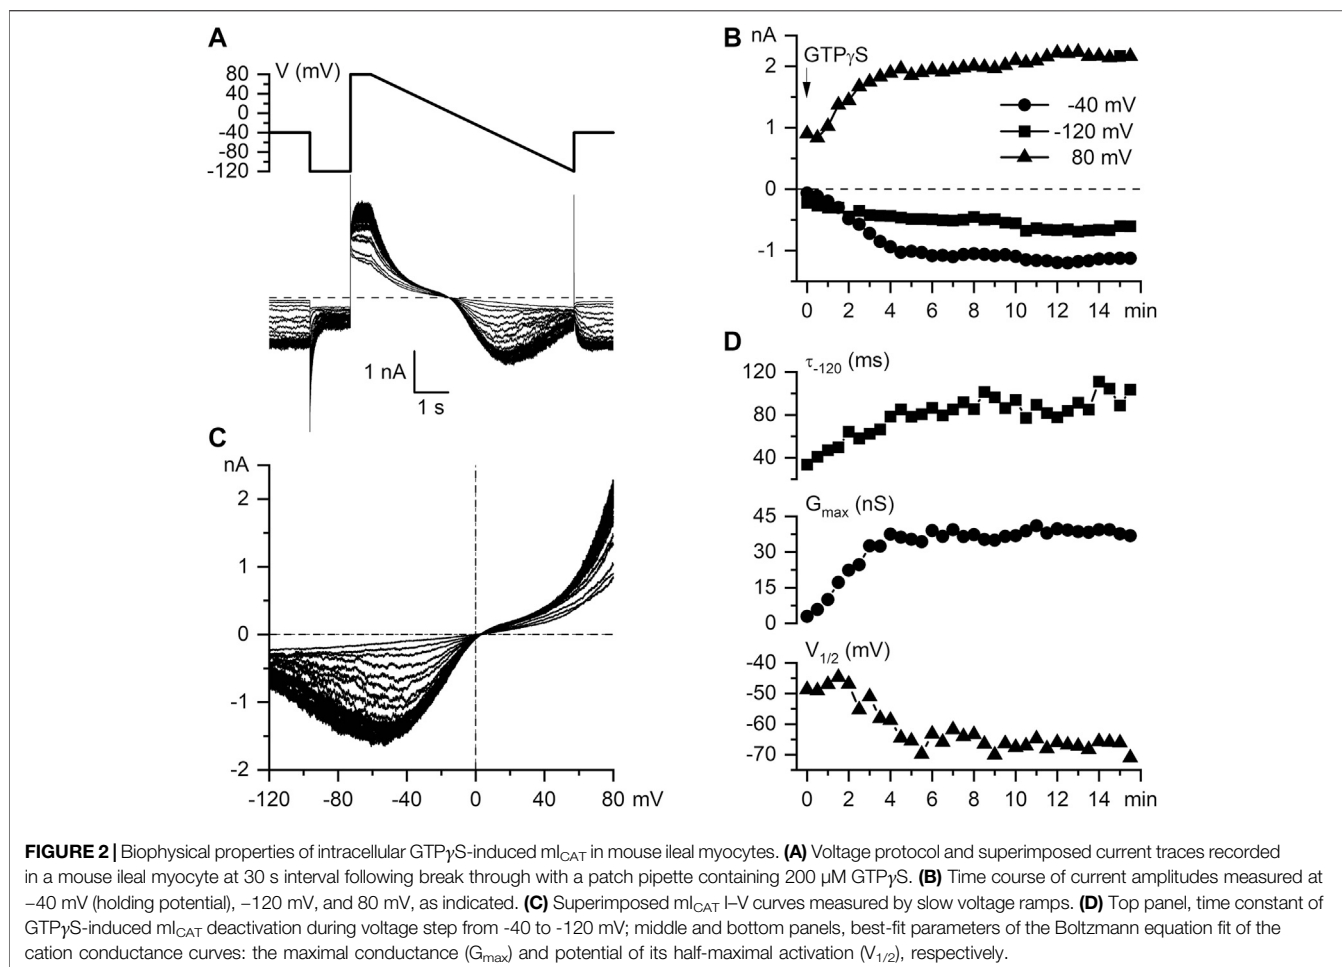 A
V (mV)
80
40
0
-40
-80
-120
1 nA
1 s
B
nA
2
1
0
-1
GTPγS
-40 mV
-120 mV
80 mV
0 2 4 6 8 10 12 14 min
C
nA
2
1
0
-1
-2
-120 -80 -40 0 40 80 mV
D
τ-120 (ms)
120
80
40
Gmax (nS)
45
30
15
0
V1/2 (mV)
-40
-50
-60
-70
0 2 4 6 8 10 12 14 min
FIGURE 2 | Biophysical properties of intracellular GTPγS-induced mICAT in mouse ileal myocytes. (A) Voltage protocol and superimposed current traces recorded
in a mouse ileal myocyte at 30 s interval following break through with a patch pipette containing 200 μM GTPγS. (B) Time course of current amplitudes measured at
−40 mV (holding potential), −120 mV, and 80 mV, as indicated. (C) Superimposed mICAT I–V curves measured by slow voltage ramps. (D) Top panel, time constant of
GTPγS-induced mICAT deactivation during voltage step from -40 to -120 mV; middle and bottom panels, best-fit parameters of the Boltzmann equation fit of the
cation conductance curves: the maximal conductance (Gmax) and potential of its half-maximal activation (V1/2), respectively.